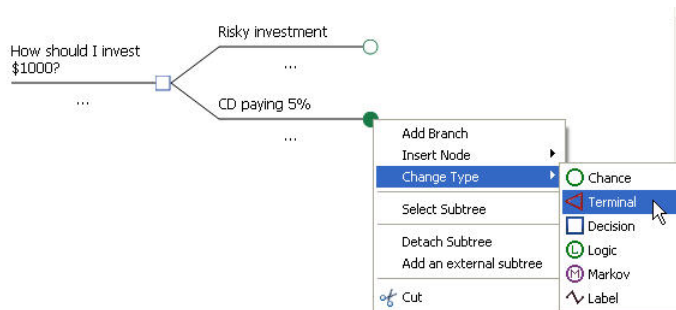 Risky investment
How should I invest
$1000?
...
...
CD paying 5%
...
Add Branch
Insert Node
Change Type
Select Subtree
Detach Subtree
Add an external subtree
Cut
Chance
Terminal
Decision
L Logic
M Markov
Label